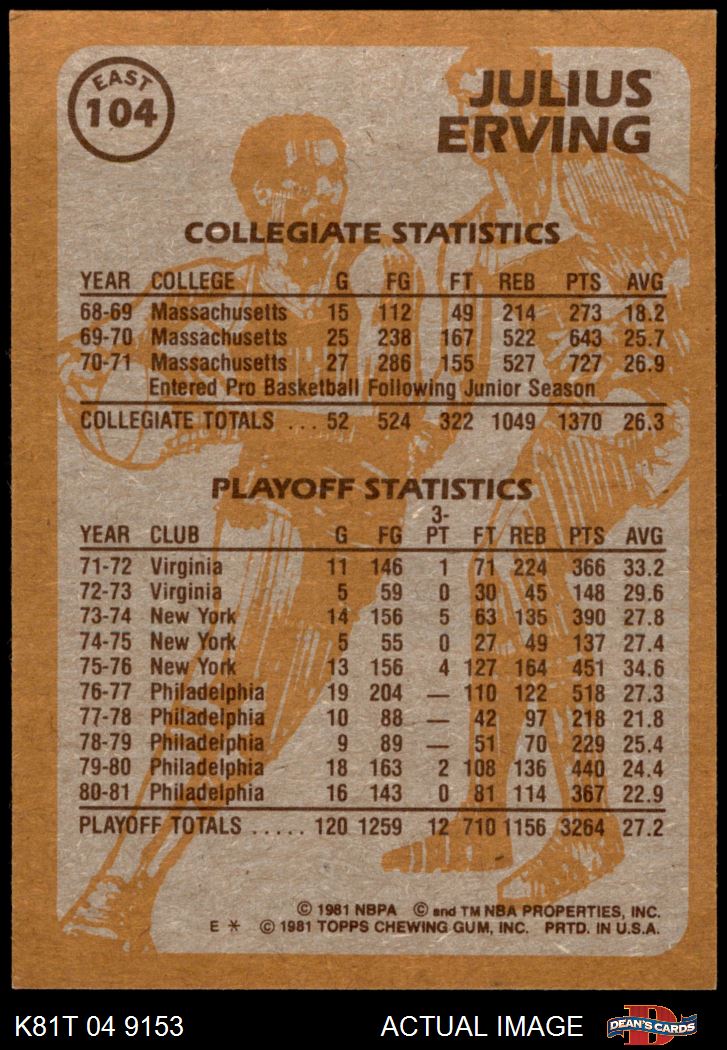 EAST
104
JULIUS
ERVING
COLLEGIATE STATISTICS
YEAR COLLEGE G FG FT REB PTS AVG
68-69 Massachusetts 15 112 49 214 273 18.2
69-70 Massachusetts 25 238 167 522 643 25.7
70-71 Massachusetts 27 286 155 527 727 26.9
Entered Pro Basketball Following Junior Season
COLLEGIATE TOTALS ... 52 524 322 1049 1370 26.3
PLAYOFF STATISTICS
YEAR CLUB G FG 3-PT FT REB PTS AVG
71-72 Virginia 11 146 1 71 224 366 33.2
72-73 Virginia 5 59 0 30 45 148 29.6
73-74 New York 14 156 5 63 135 390 27.8
74-75 New York 5 55 0 27 49 137 27.4
75-76 New York 13 156 4 127 164 451 34.6
76-77 Philadelphia 19 204 — 110 122 518 27.3
77-78 Philadelphia 10 88 — 42 97 218 21.8
78-79 Philadelphia 9 89 — 51 70 229 25.4
79-80 Philadelphia 18 163 2 108 136 440 24.4
80-81 Philadelphia 16 143 0 81 114 367 22.9
PLAYOFF TOTALS ..... 120 1259 12 710 1156 3264 27.2
© 1981 NBPA © and TM NBA PROPERTIES, INC.
E * © 1981 TOPPS CHEWING GUM, INC. PRTD. IN U.S.A.
K81T 04 9153 ACTUAL IMAGE DEAN'S CARDS